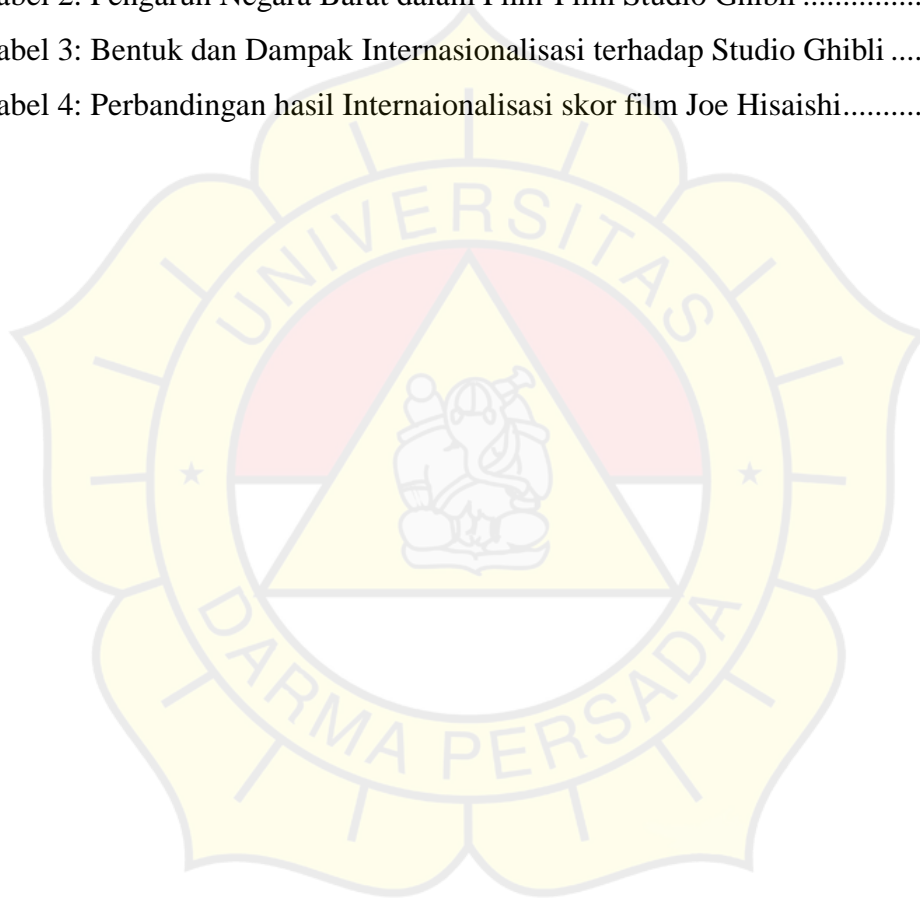 abel 2: Pengaruh Negara Barat dalam Film-Film Studio Ghibli ...............
abel 3: Bentuk dan Dampak Internasionalisasi terhadap Studio Ghibli ....
abel 4: Perbandingan hasil Internaionalisasi skor film Joe Hisaishi..........
UNIVERSITAS
DARMA PERSADA